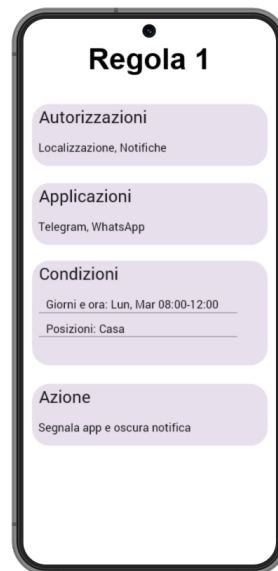 Regola 1
Autorizzazioni
Localizzazione, Notifiche
Applicazioni
Telegram, WhatsApp
Condizioni
Giorni e ora: Lun, Mar 08:00-12:00
Posizioni: Casa
Azione
Segnala app e oscura notifica